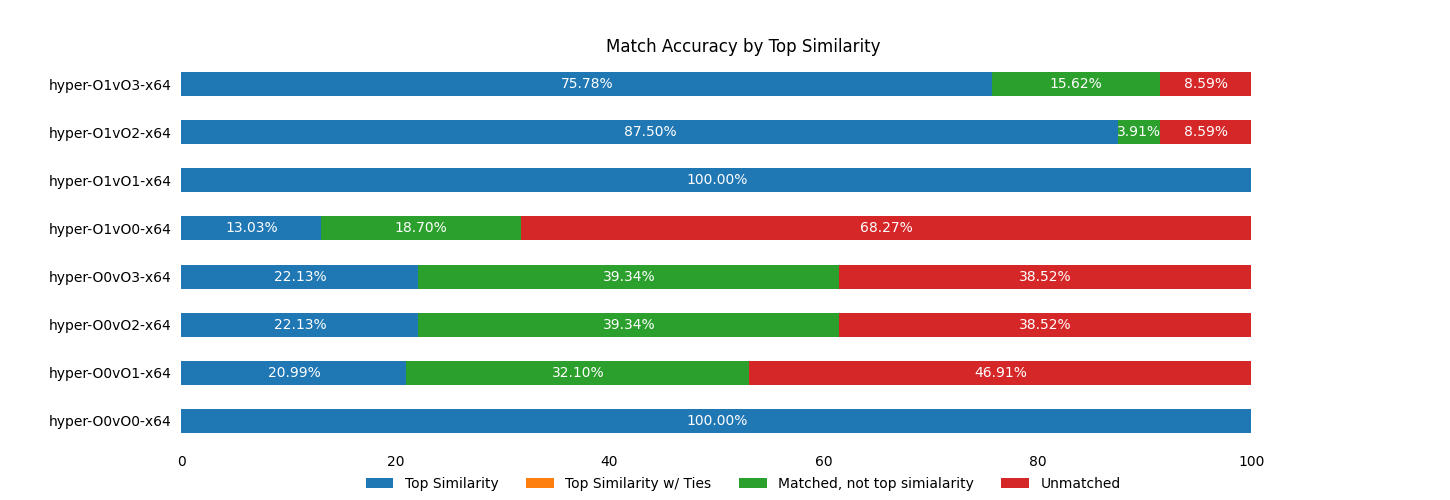 Match Accuracy by Top Similarity
hyper-O1vO3-x64 75.78% 15.62% 8.59%
hyper-O1vO2-x64 87.50% 3.91% 8.59%
hyper-O1vO1-x64 100.00%
hyper-O1vO0-x64 13.03% 18.70% 68.27%
hyper-O0vO3-x64 22.13% 39.34% 38.52%
hyper-O0vO2-x64 22.13% 39.34% 38.52%
hyper-O0vO1-x64 20.99% 32.10% 46.91%
hyper-O0vO0-x64 100.00%
0 20 40 60 80 100
Top Similarity Top Similarity w/ Ties Matched, not top simialarity Unmatched